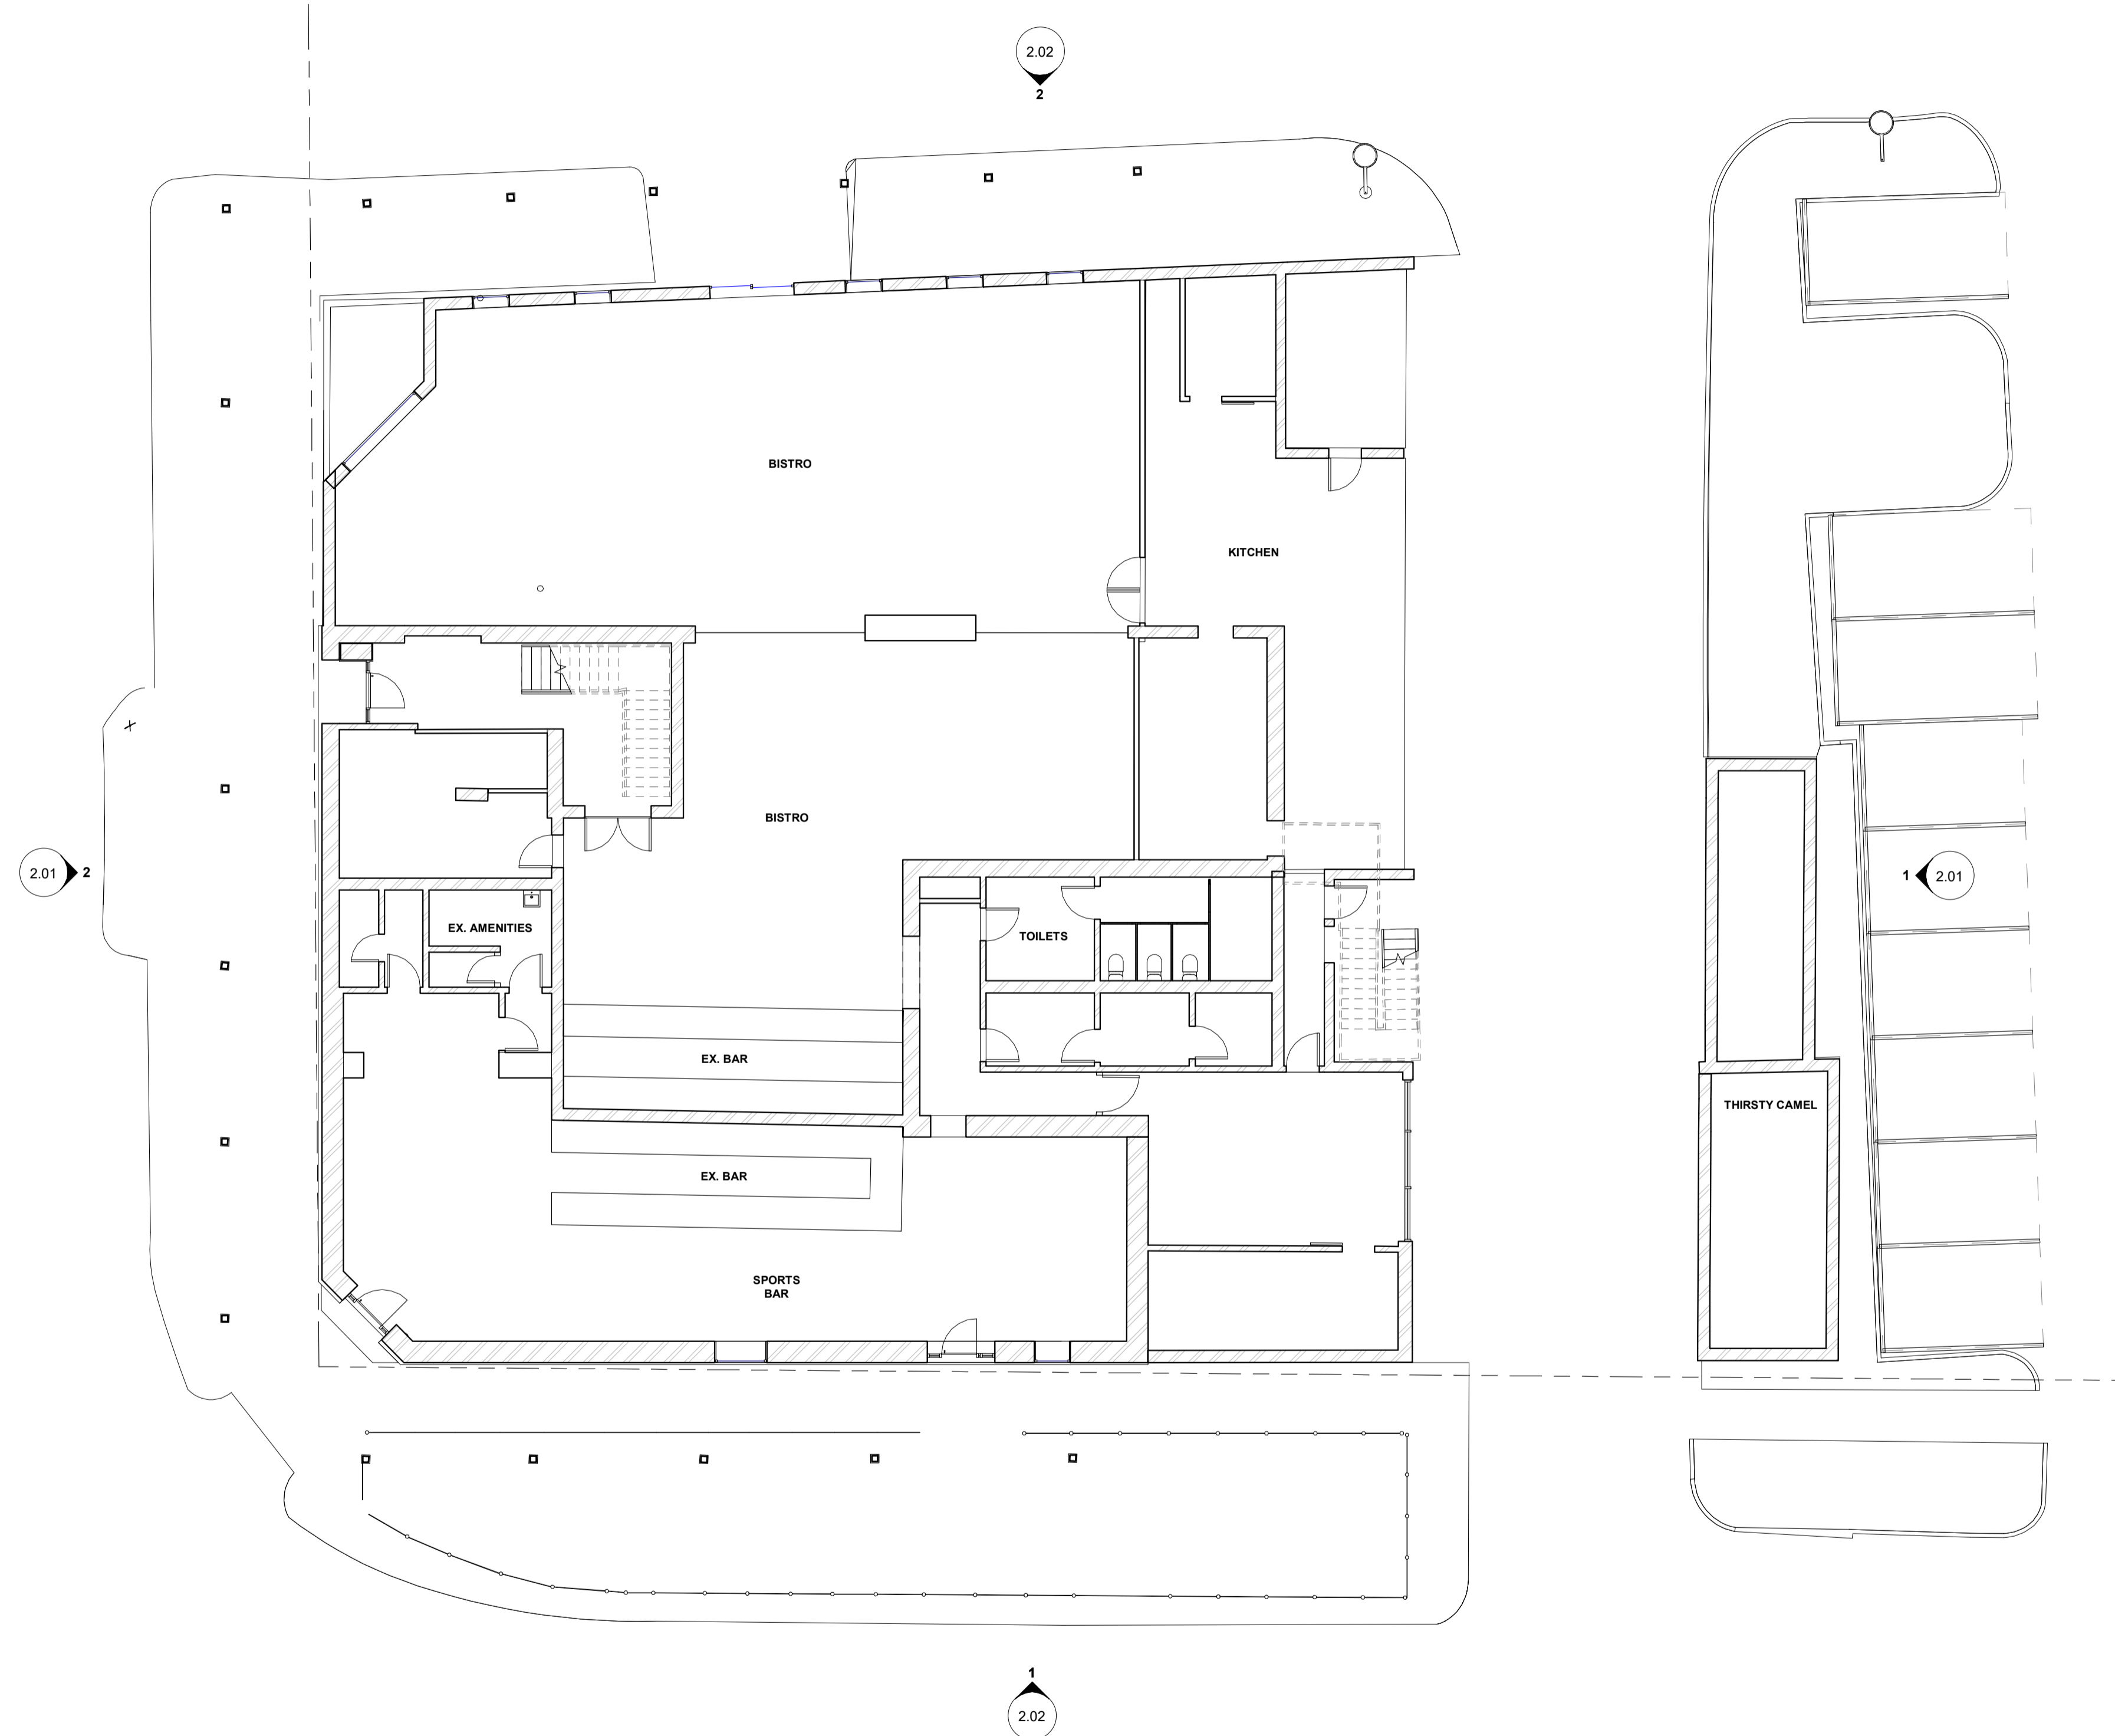 2.02
2
BISTRO
KITCHEN
BISTRO
2.01
2
1
2.01
EX. AMENITIES
TOILETS
EX. BAR
THIRSTY CAMEL
EX. BAR
SPORTS
BAR
1
2.02